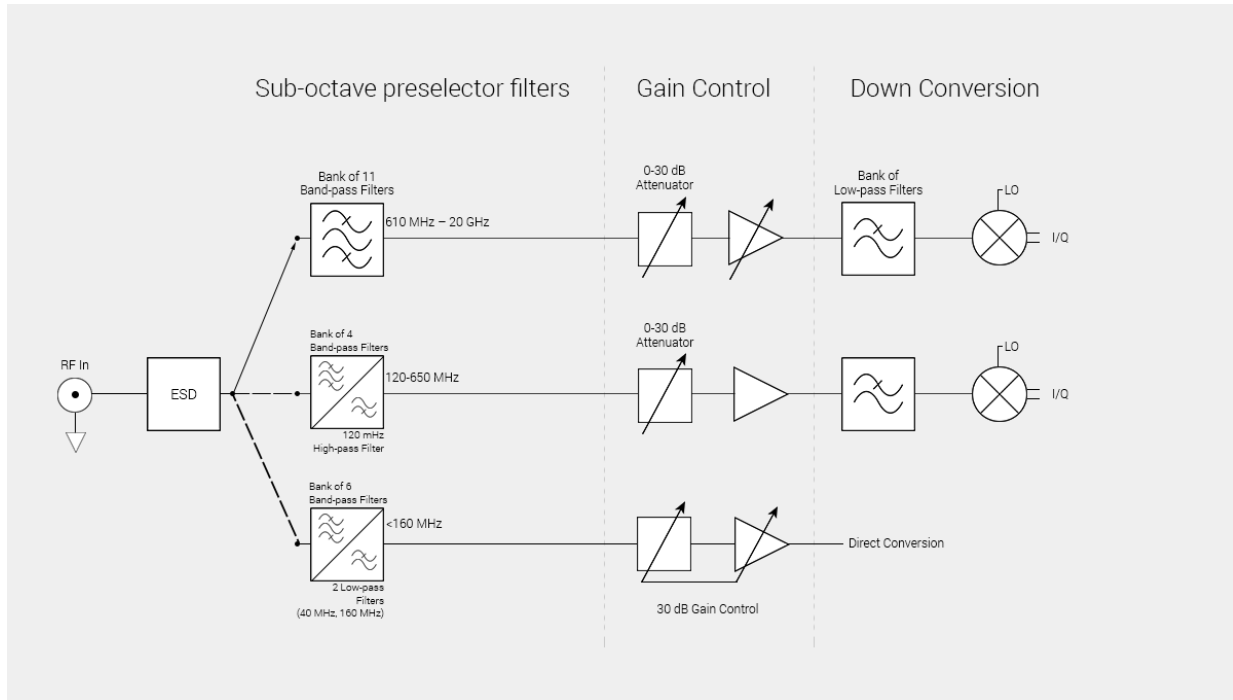 Sub-octave preselector filters
Gain Control
Down Conversion
Bank of 11
Band-pass Filters
610 MHz – 20 GHz
0-30 dB
Attenuator
Bank of
Low-pass Filters
LO
I/Q
RF In
ESD
Bank of 4
Band-pass Filters
120-650 MHz
120 mHz
High-pass Filter
0-30 dB
Attenuator
LO
I/Q
Bank of 6
Band-pass Filters
<160 MHz
2 Low-pass
Filters
(40 MHz, 160 MHz)
30 dB Gain Control
Direct Conversion